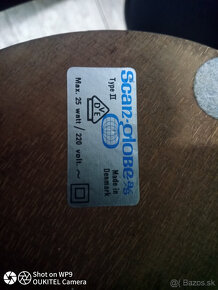 Scan-Globe A/S
Type II
Made in
Denmark
Max. 25 watt / 220 volt. ~
SHOT ON WP9
OUKITEL CAMERA
Bazos.sk